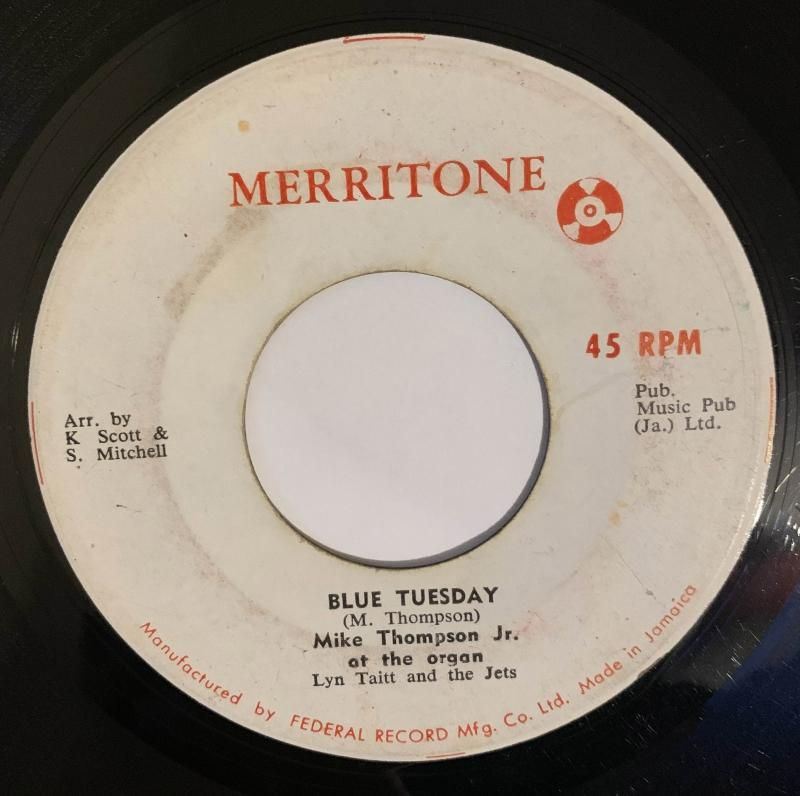 MERRITONE
45 RPM
Arr. by
K Scott &
S. Mitchell
Pub.
Music Pub
(Ja.) Ltd.
BLUE TUESDAY
(M. Thompson)
Mike Thompson Jr.
at the organ
Lyn Taitt and the Jets
Manufactured by FEDERAL RECORD Mfg. Co. Ltd. Made in Jamaica